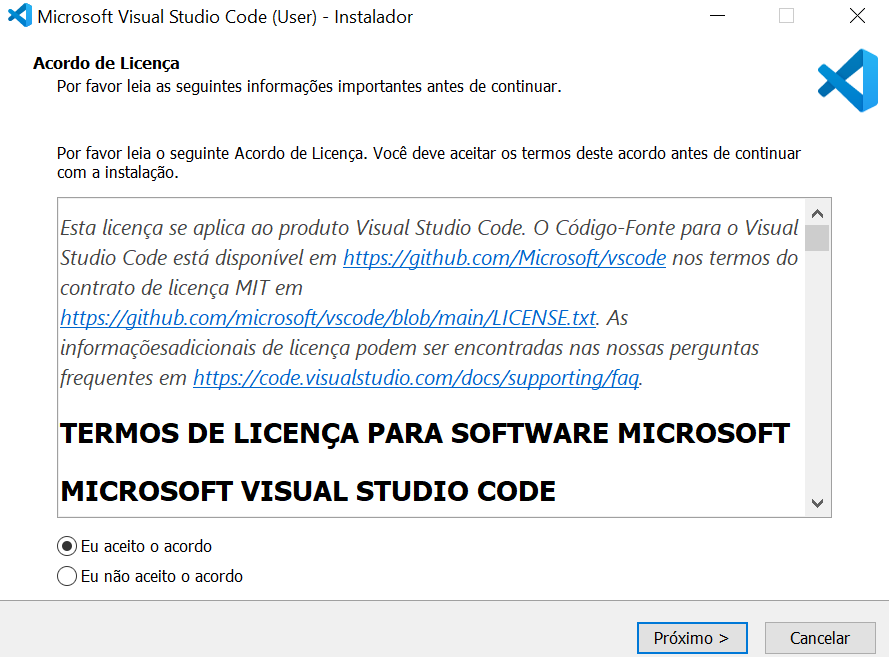 Microsoft Visual Studio Code (User) - Instalador
Acordo de Licença
Por favor leia as seguintes informações importantes antes de continuar.
Por favor leia o seguinte Acordo de Licença. Você deve aceitar os termos deste acordo antes de continuar
com a instalação.
Esta licença se aplica ao produto Visual Studio Code. O Código-Fonte para o Visual
Studio Code está disponível em https://github.com/Microsoft/vscode nos termos do
contrato de licença MIT em
https://github.com/microsoft/vscode/blob/main/LICENSE.txt. As
informaçõesadicionais de licença podem ser encontradas nas nossas perguntas
frequentes em https://code.visualstudio.com/docs/supporting/faq.
TERMOS DE LICENÇA PARA SOFTWARE MICROSOFT
MICROSOFT VISUAL STUDIO CODE
Eu aceito o acordo
Eu não aceito o acordo
Próximo >
Cancelar